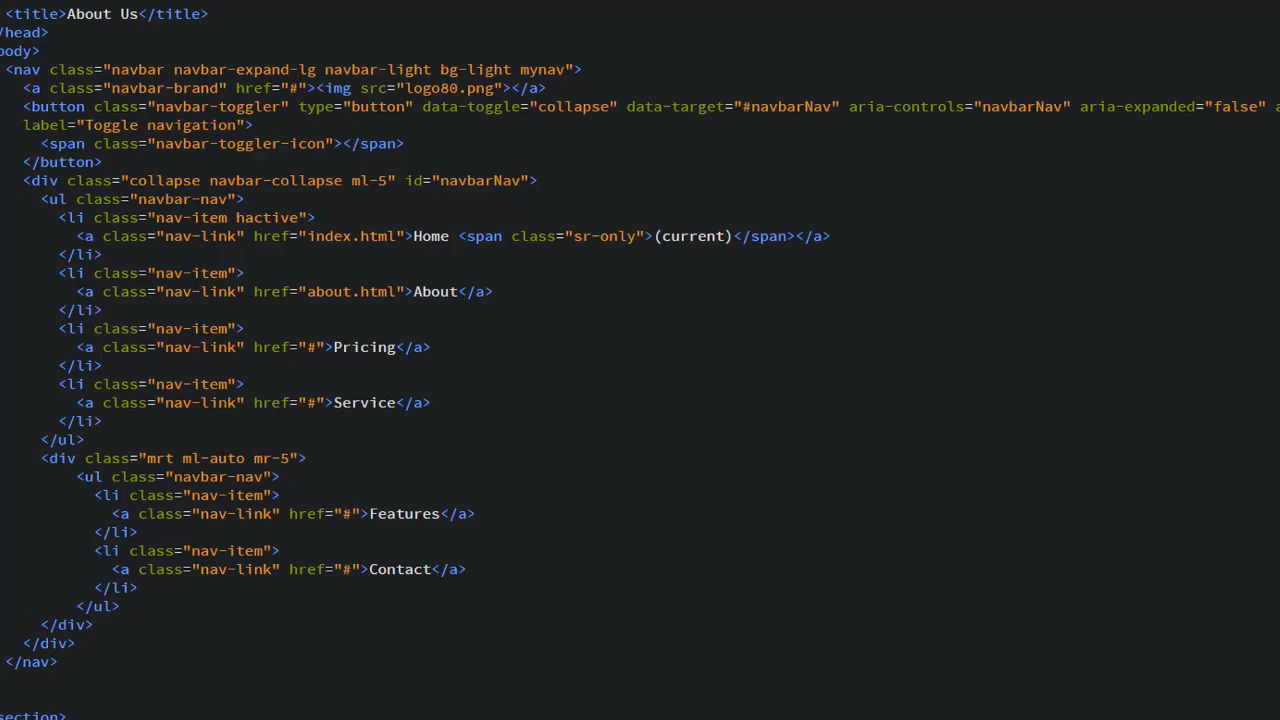 <title>About Us</title>
/head>
body>
<nav class="navbar navbar-expand-lg navbar-light bg-light mynav">
<a class="navbar-brand" href="#"><img src="logo80.png"></a>
<button class="navbar-toggler" type="button" data-toggle="collapse" data-target="#navbarNav" aria-controls="navbarNav" aria-expanded="false" a
label="Toggle navigation">
<span class="navbar-toggler-icon"></span>
</button>
<div class="collapse navbar-collapse ml-5" id="navbarNav">
<ul class="navbar-nav">
<li class="nav-item hactive">
<a class="nav-link" href="index.html">Home <span class="sr-only">(current)</span></a>
</li>
<li class="nav-item">
<a class="nav-link" href="about.html">About</a>
</li>
<li class="nav-item">
<a class="nav-link" href="#">Pricing</a>
</li>
<li class="nav-item">
<a class="nav-link" href="#">Service</a>
</li>
</ul>
<div class="mrt ml-auto mr-5">
<ul class="navbar-nav">
<li class="nav-item">
<a class="nav-link" href="#">Features</a>
</li>
<li class="nav-item">
<a class="nav-link" href="#">Contact</a>
</li>
</ul>
</div>
</div>
</nav>
section>